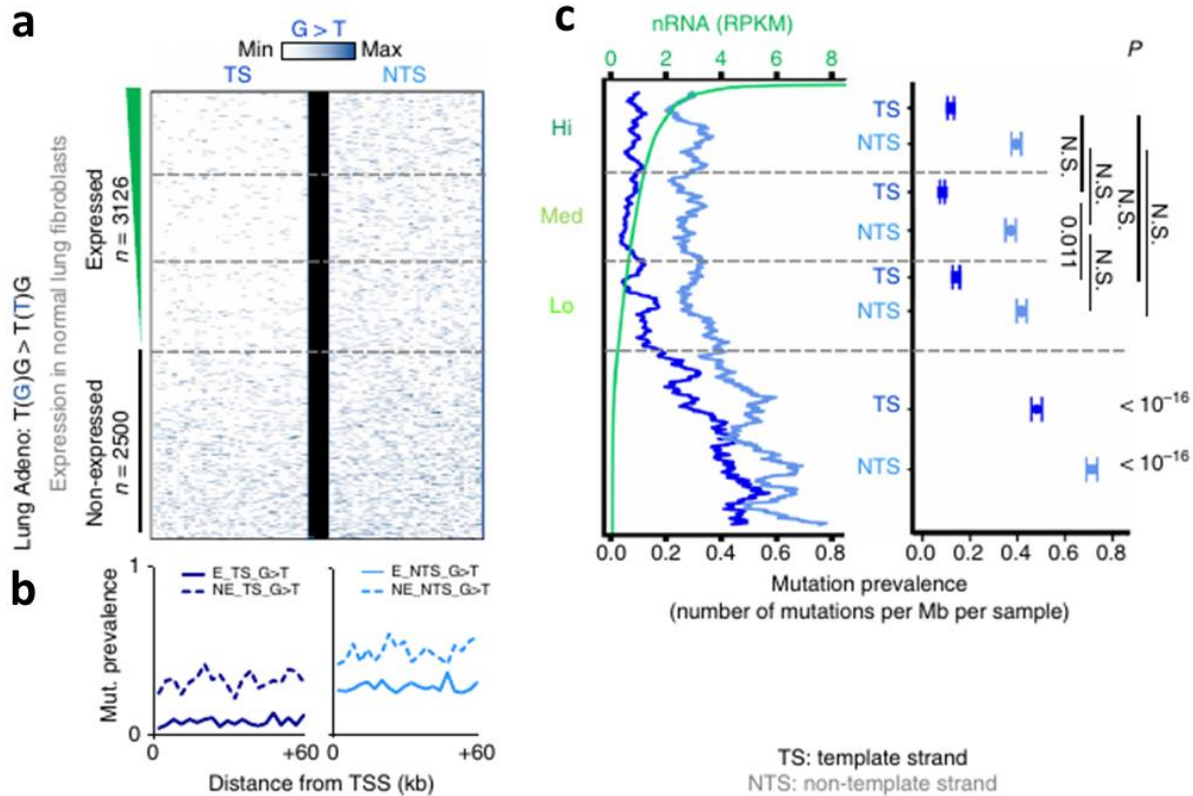 a
G > T
Min Max
TS NTS
Lung Adeno: T(G)G > T(T)G
Expression in normal lung fibroblasts
Expressed
n = 3126
Non-expressed
n = 2500
b
Mut. prevalence
1
0
E_TS_G>T
NE_TS_G>T
E_NTS_G>T
NE_NTS_G>T
0 +60 0 +60
Distance from TSS (kb)
c
nRNA (RPKM)
0 2 4 6 8
Hi
Med
Lo
0.0 0.2 0.4 0.6 0.8
P
TS
NTS
TS
NTS
TS
NTS
TS
NTS
N.S.
N.S.
N.S.
N.S.
0.011
N.S.
< 10-16
< 10-16
0.0 0.2 0.4 0.6 0.8
Mutation prevalence
(number of mutations per Mb per sample)
TS: template strand
NTS: non-template strand